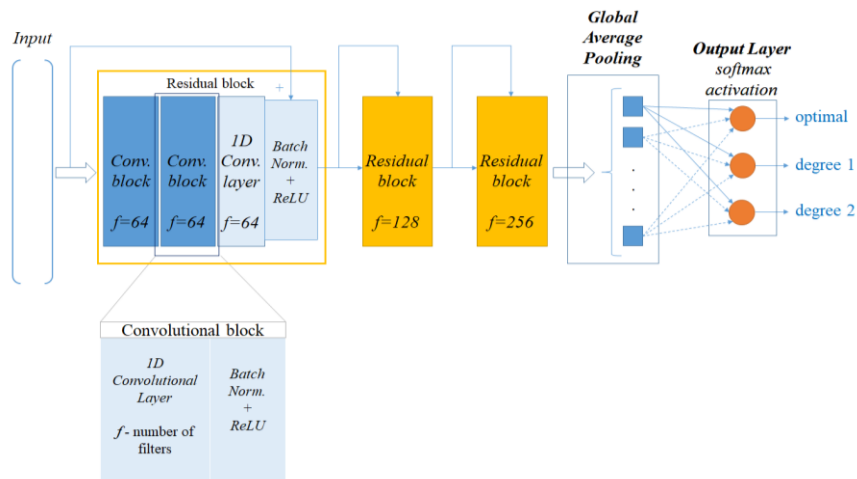 Input
Residual block
+
Conv.
block
f=64
Conv.
block
f=64
1D
Conv.
layer
f=64
Batch
Norm.
+
ReLU
Residual
block
f=128
Residual
block
f=256
Global
Average
Pooling
.
.
.
Output Layer
softmax
activation
optimal
degree 1
degree 2
Convolutional block
1D
Convolutional
Layer
f - number of
filters
Batch
Norm.
+
ReLU